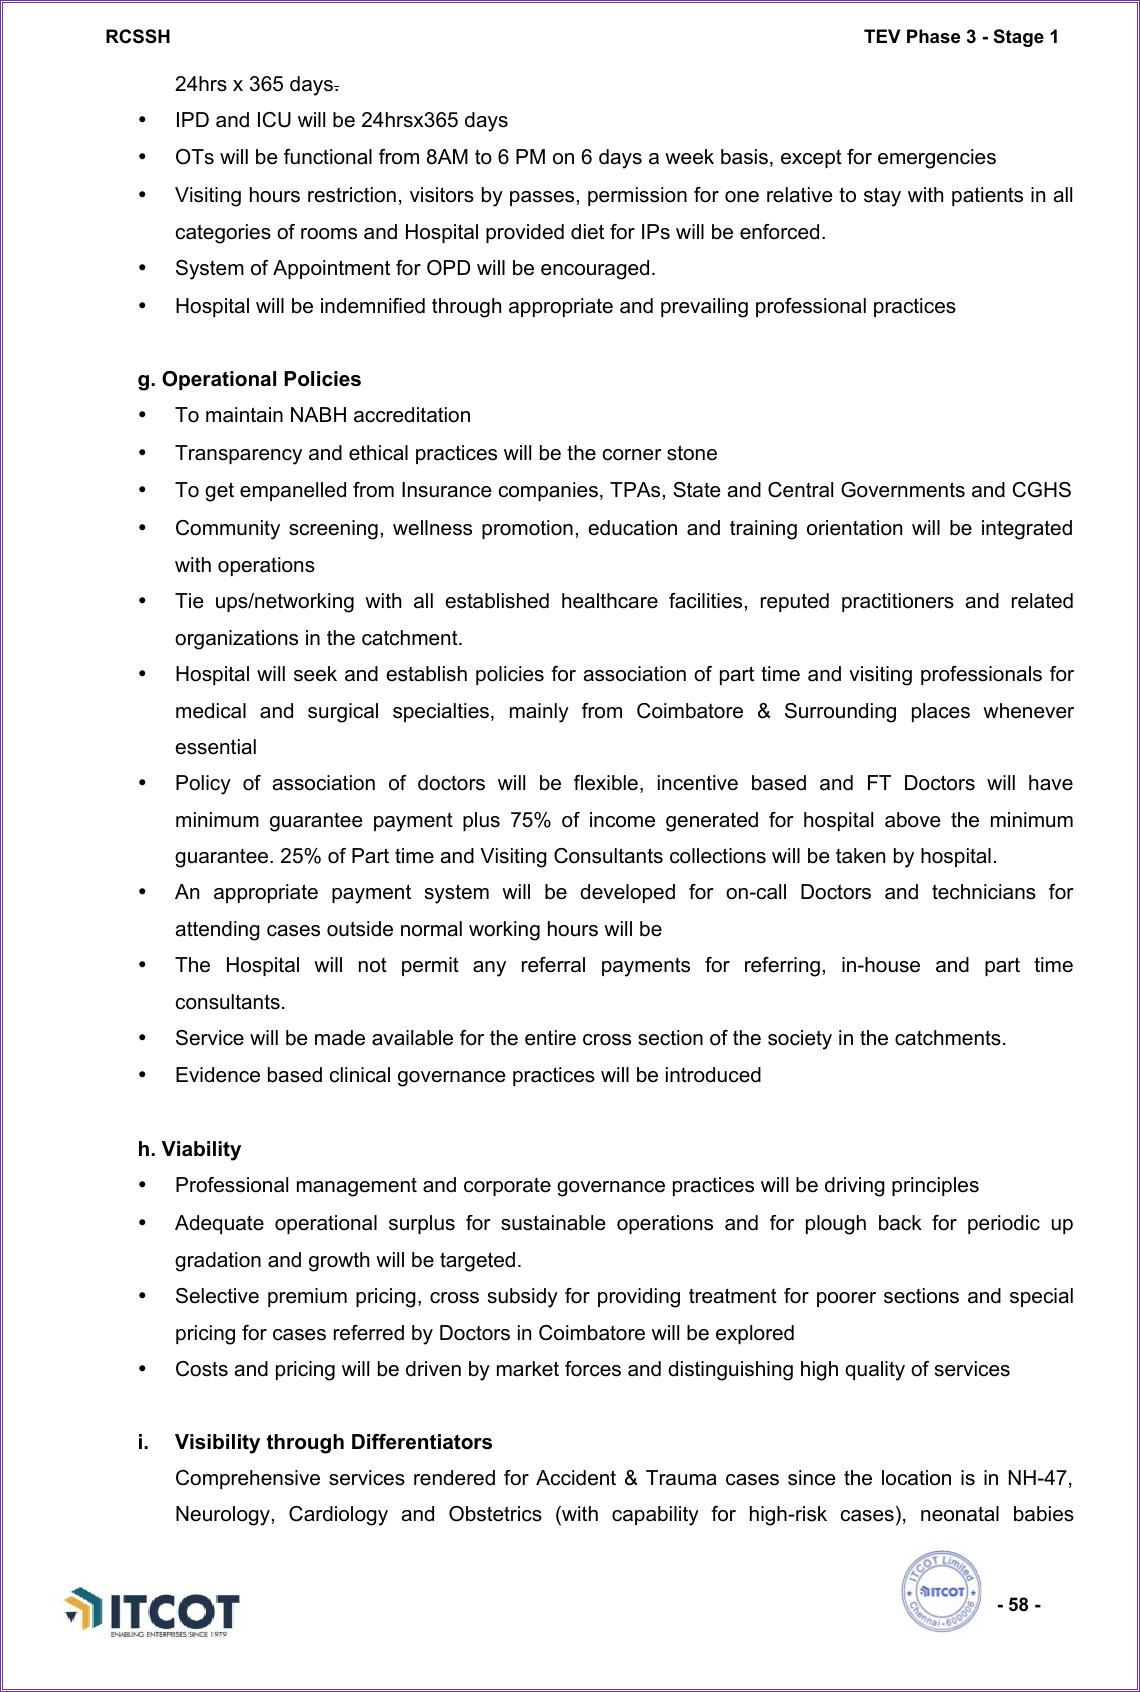 RCSSH TEV Phase 3 - Stage 1
24hrs x 365 days.
• IPD and ICU will be 24hrsx365 days
• OTs will be functional from 8AM to 6 PM on 6 days a week basis, except for emergencies
• Visiting hours restriction, visitors by passes, permission for one relative to stay with patients in all
categories of rooms and Hospital provided diet for IPs will be enforced.
• System of Appointment for OPD will be encouraged.
• Hospital will be indemnified through appropriate and prevailing professional practices
g. Operational Policies
• To maintain NABH accreditation
• Transparency and ethical practices will be the corner stone
• To get empanelled from Insurance companies, TPAs, State and Central Governments and CGHS
• Community screening, wellness promotion, education and training orientation will be integrated
with operations
• Tie ups/networking with all established healthcare facilities, reputed practitioners and related
organizations in the catchment.
• Hospital will seek and establish policies for association of part time and visiting professionals for
medical and surgical specialties, mainly from Coimbatore & Surrounding places whenever
essential
• Policy of association of doctors will be flexible, incentive based and FT Doctors will have
minimum guarantee payment plus 75% of income generated for hospital above the minimum
guarantee. 25% of Part time and Visiting Consultants collections will be taken by hospital.
• An appropriate payment system will be developed for on-call Doctors and technicians for
attending cases outside normal working hours will be
• The Hospital will not permit any referral payments for referring, in-house and part time
consultants.
• Service will be made available for the entire cross section of the society in the catchments.
• Evidence based clinical governance practices will be introduced
h. Viability
• Professional management and corporate governance practices will be driving principles
• Adequate operational surplus for sustainable operations and for plough back for periodic up
gradation and growth will be targeted.
• Selective premium pricing, cross subsidy for providing treatment for poorer sections and special
pricing for cases referred by Doctors in Coimbatore will be explored
• Costs and pricing will be driven by market forces and distinguishing high quality of services
i. Visibility through Differentiators
Comprehensive services rendered for Accident & Trauma cases since the location is in NH-47,
Neurology, Cardiology and Obstetrics (with capability for high-risk cases), neonatal babies
ITCOT
ENABLING ENTERPRISES SINCE 1979
ITCOT Limited
ITCOT
Chennai-600006
- 58 -